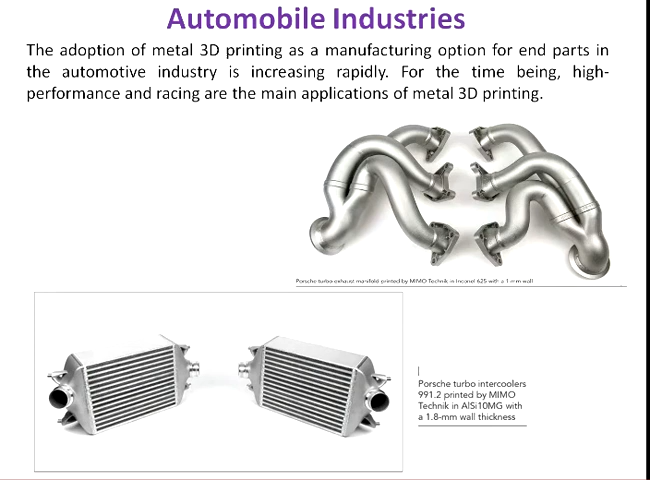 Automobile Industries
The adoption of metal 3D printing as a manufacturing option for end parts in
the automotive industry is increasing rapidly. For the time being, high-
performance and racing are the main applications of metal 3D printing.
Porsche turbo exhaust manifold printed by MIMO Technik in Inconel 625 with a 1-mm wall
Porsche turbo intercoolers
991.2 printed by MIMO
Technik in AlSi10MG with
a 1.8-mm wall thickness